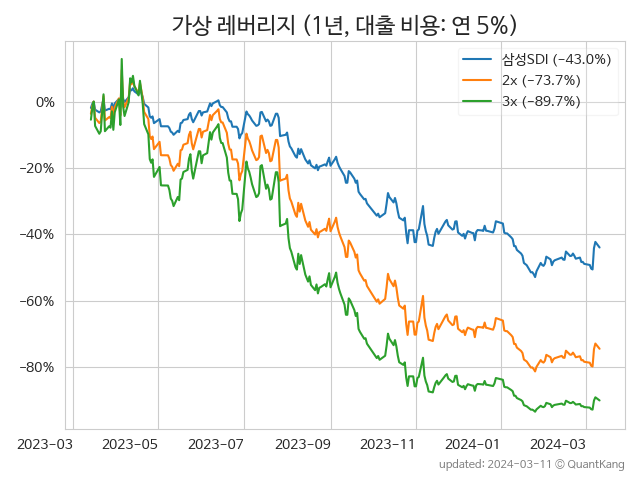 가상 레버리지 (1년, 대출 비용: 연 5%)
삼성SDI (−43.0%)
2x (−73.7%)
3x (−89.7%)
0%
−20%
−40%
−60%
−80%
2023-03 2023-05 2023-07 2023-09 2023-11 2024-01 2024-03
updated: 2024-03-11 © QuantKang